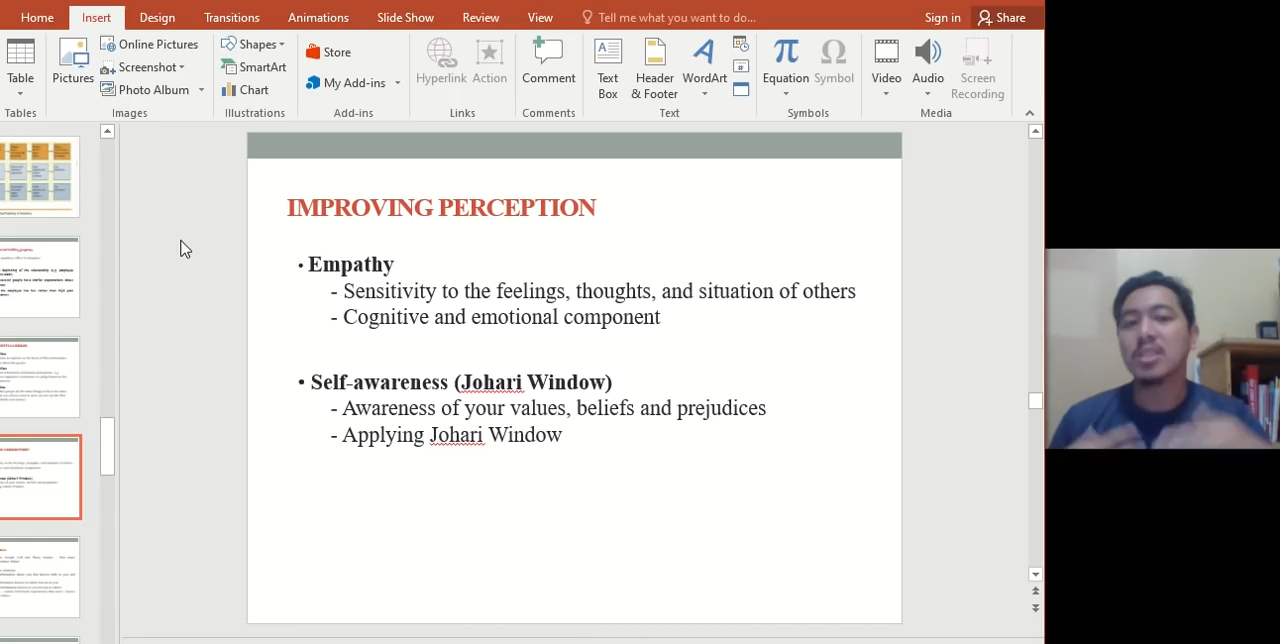 Home Insert Design Transitions Animations Slide Show Review View Tell me what you want to do... Sign in Share
Table
Pictures
Online Pictures
Screenshot
Photo Album
Shapes
SmartArt
Chart
Store
My Add-ins
Hyperlink Action
Comment
Text Box
Header & Footer
WordArt
Equation Symbol
Video Audio Screen Recording
Tables Images Illustrations Add-ins Links Comments Text Symbols Media
IMPROVING PERCEPTION
• Empathy
- Sensitivity to the feelings, thoughts, and situation of others
- Cognitive and emotional component
• Self-awareness (Johari Window)
- Awareness of your values, beliefs and prejudices
- Applying Johari Window